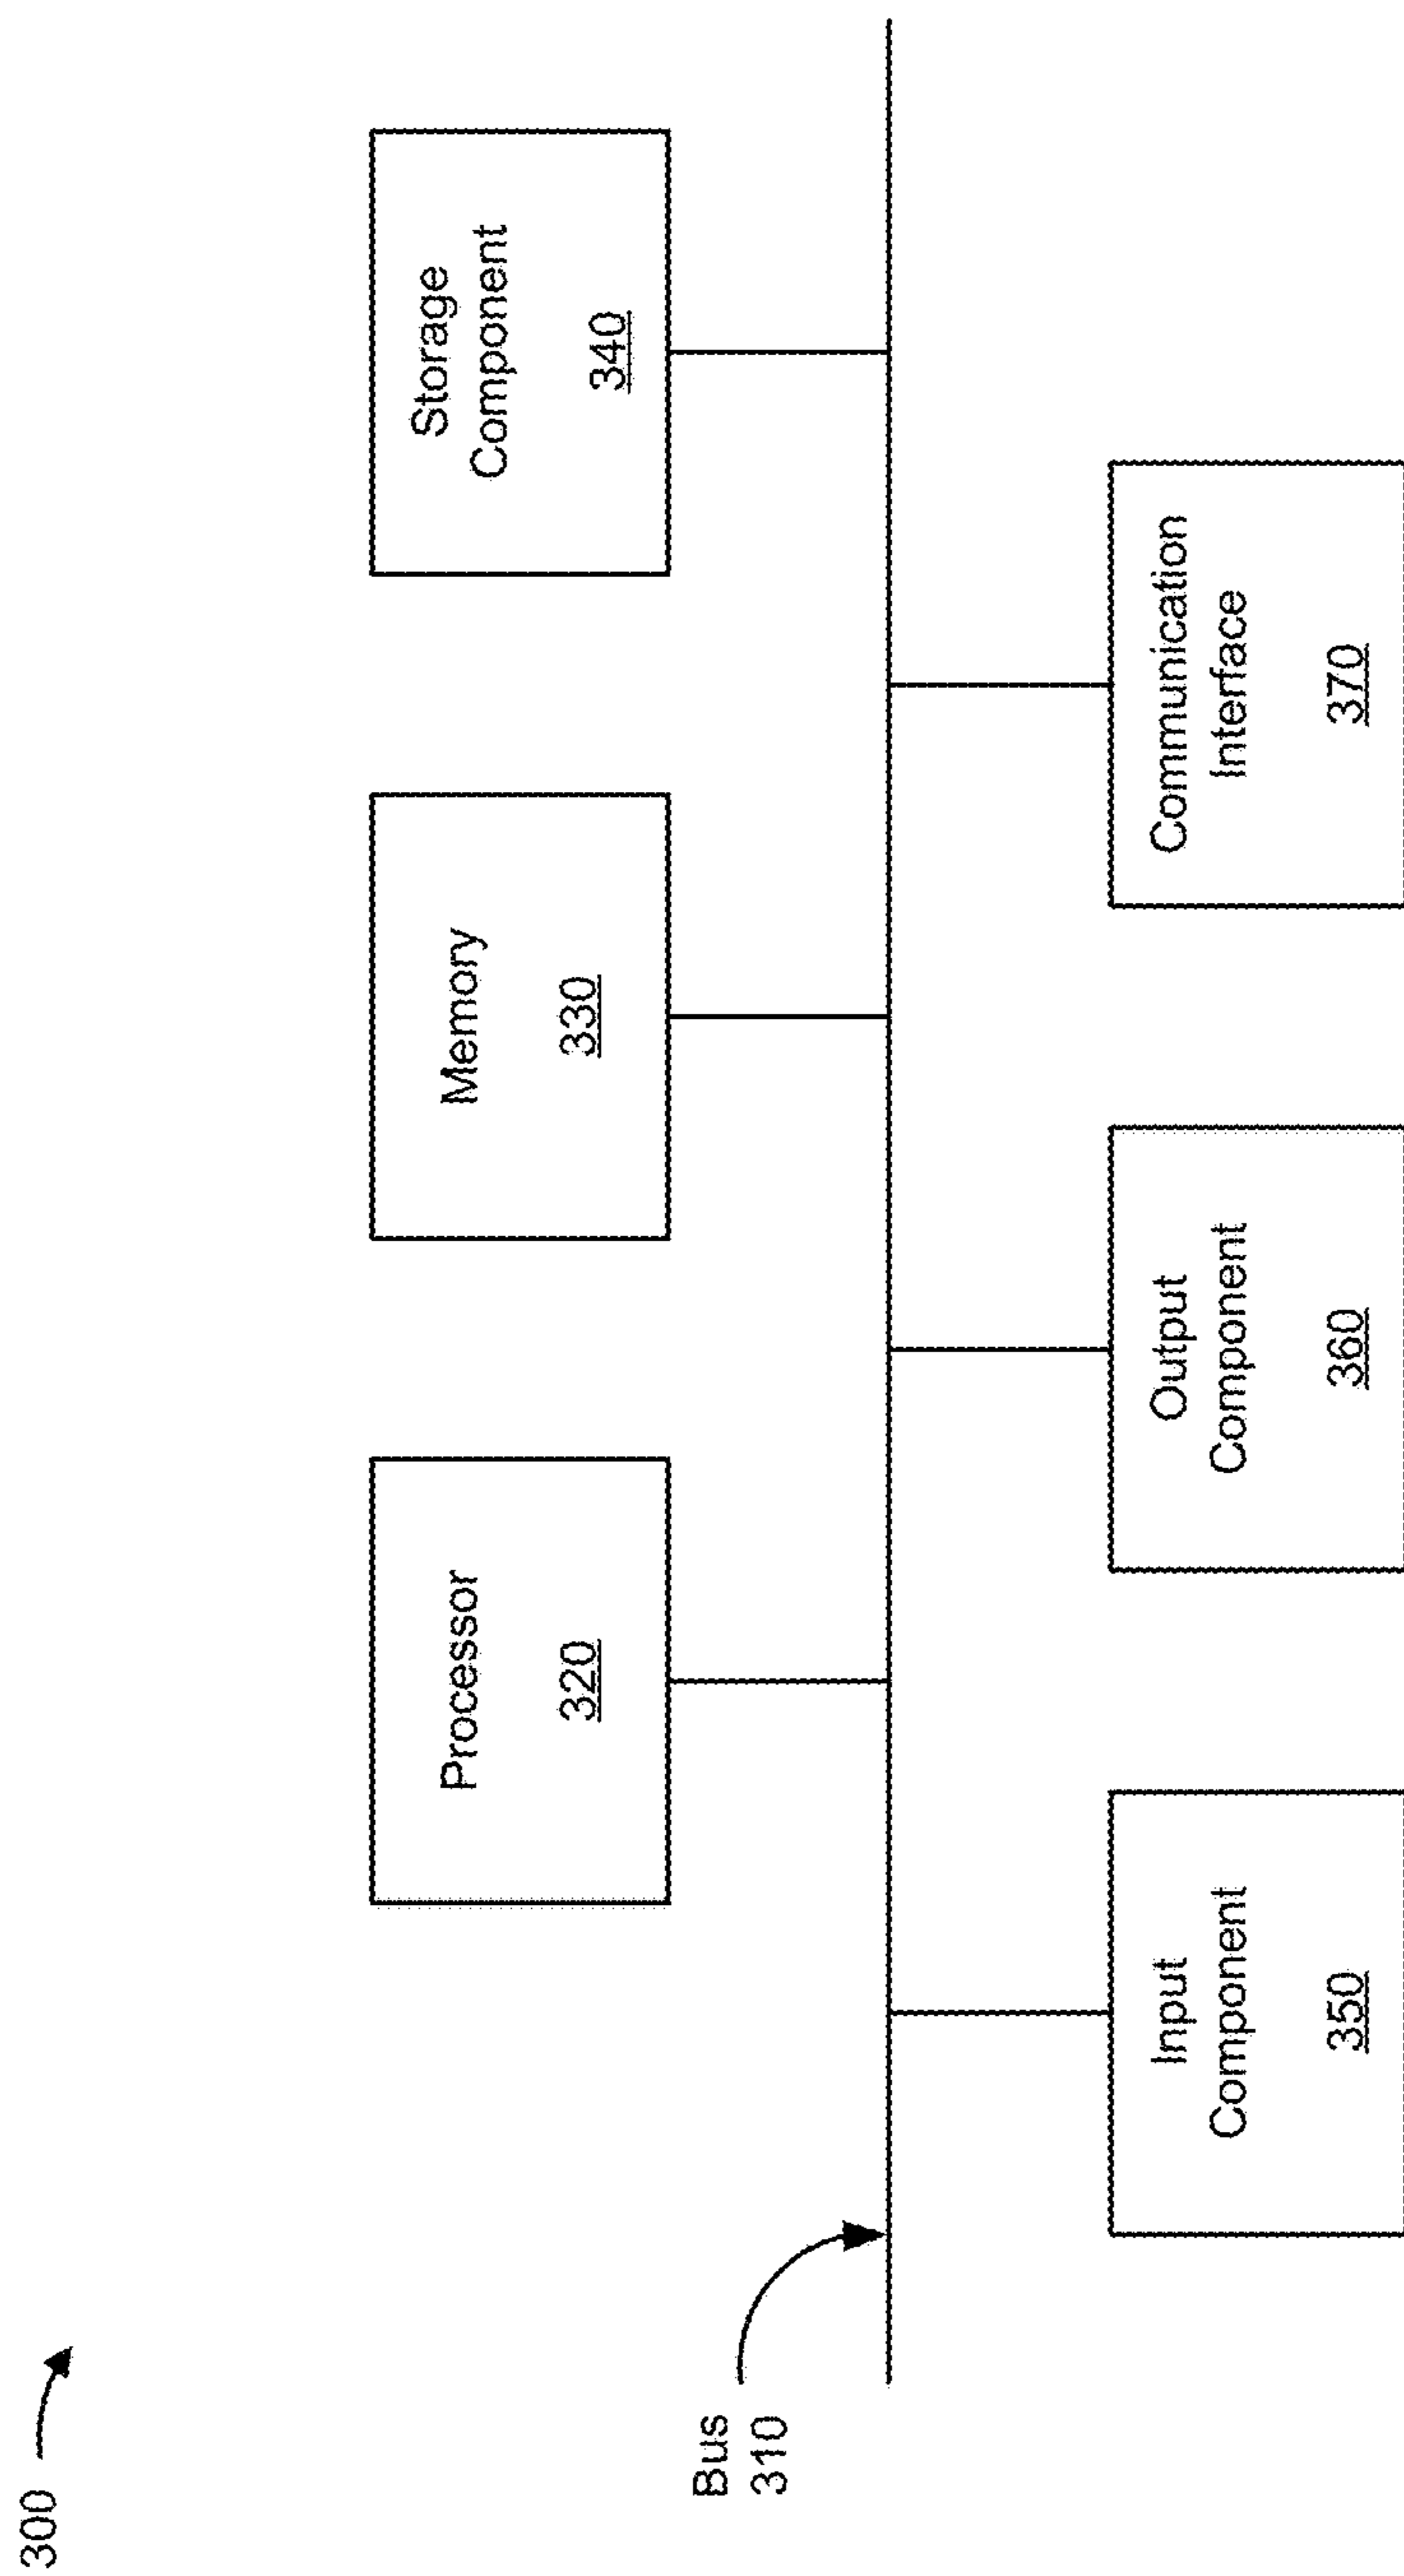 300
Processor
320
Memory
330
Storage
Component
340
Bus
310
Input
Component
350
Output
Component
360
Communication
Interface
370